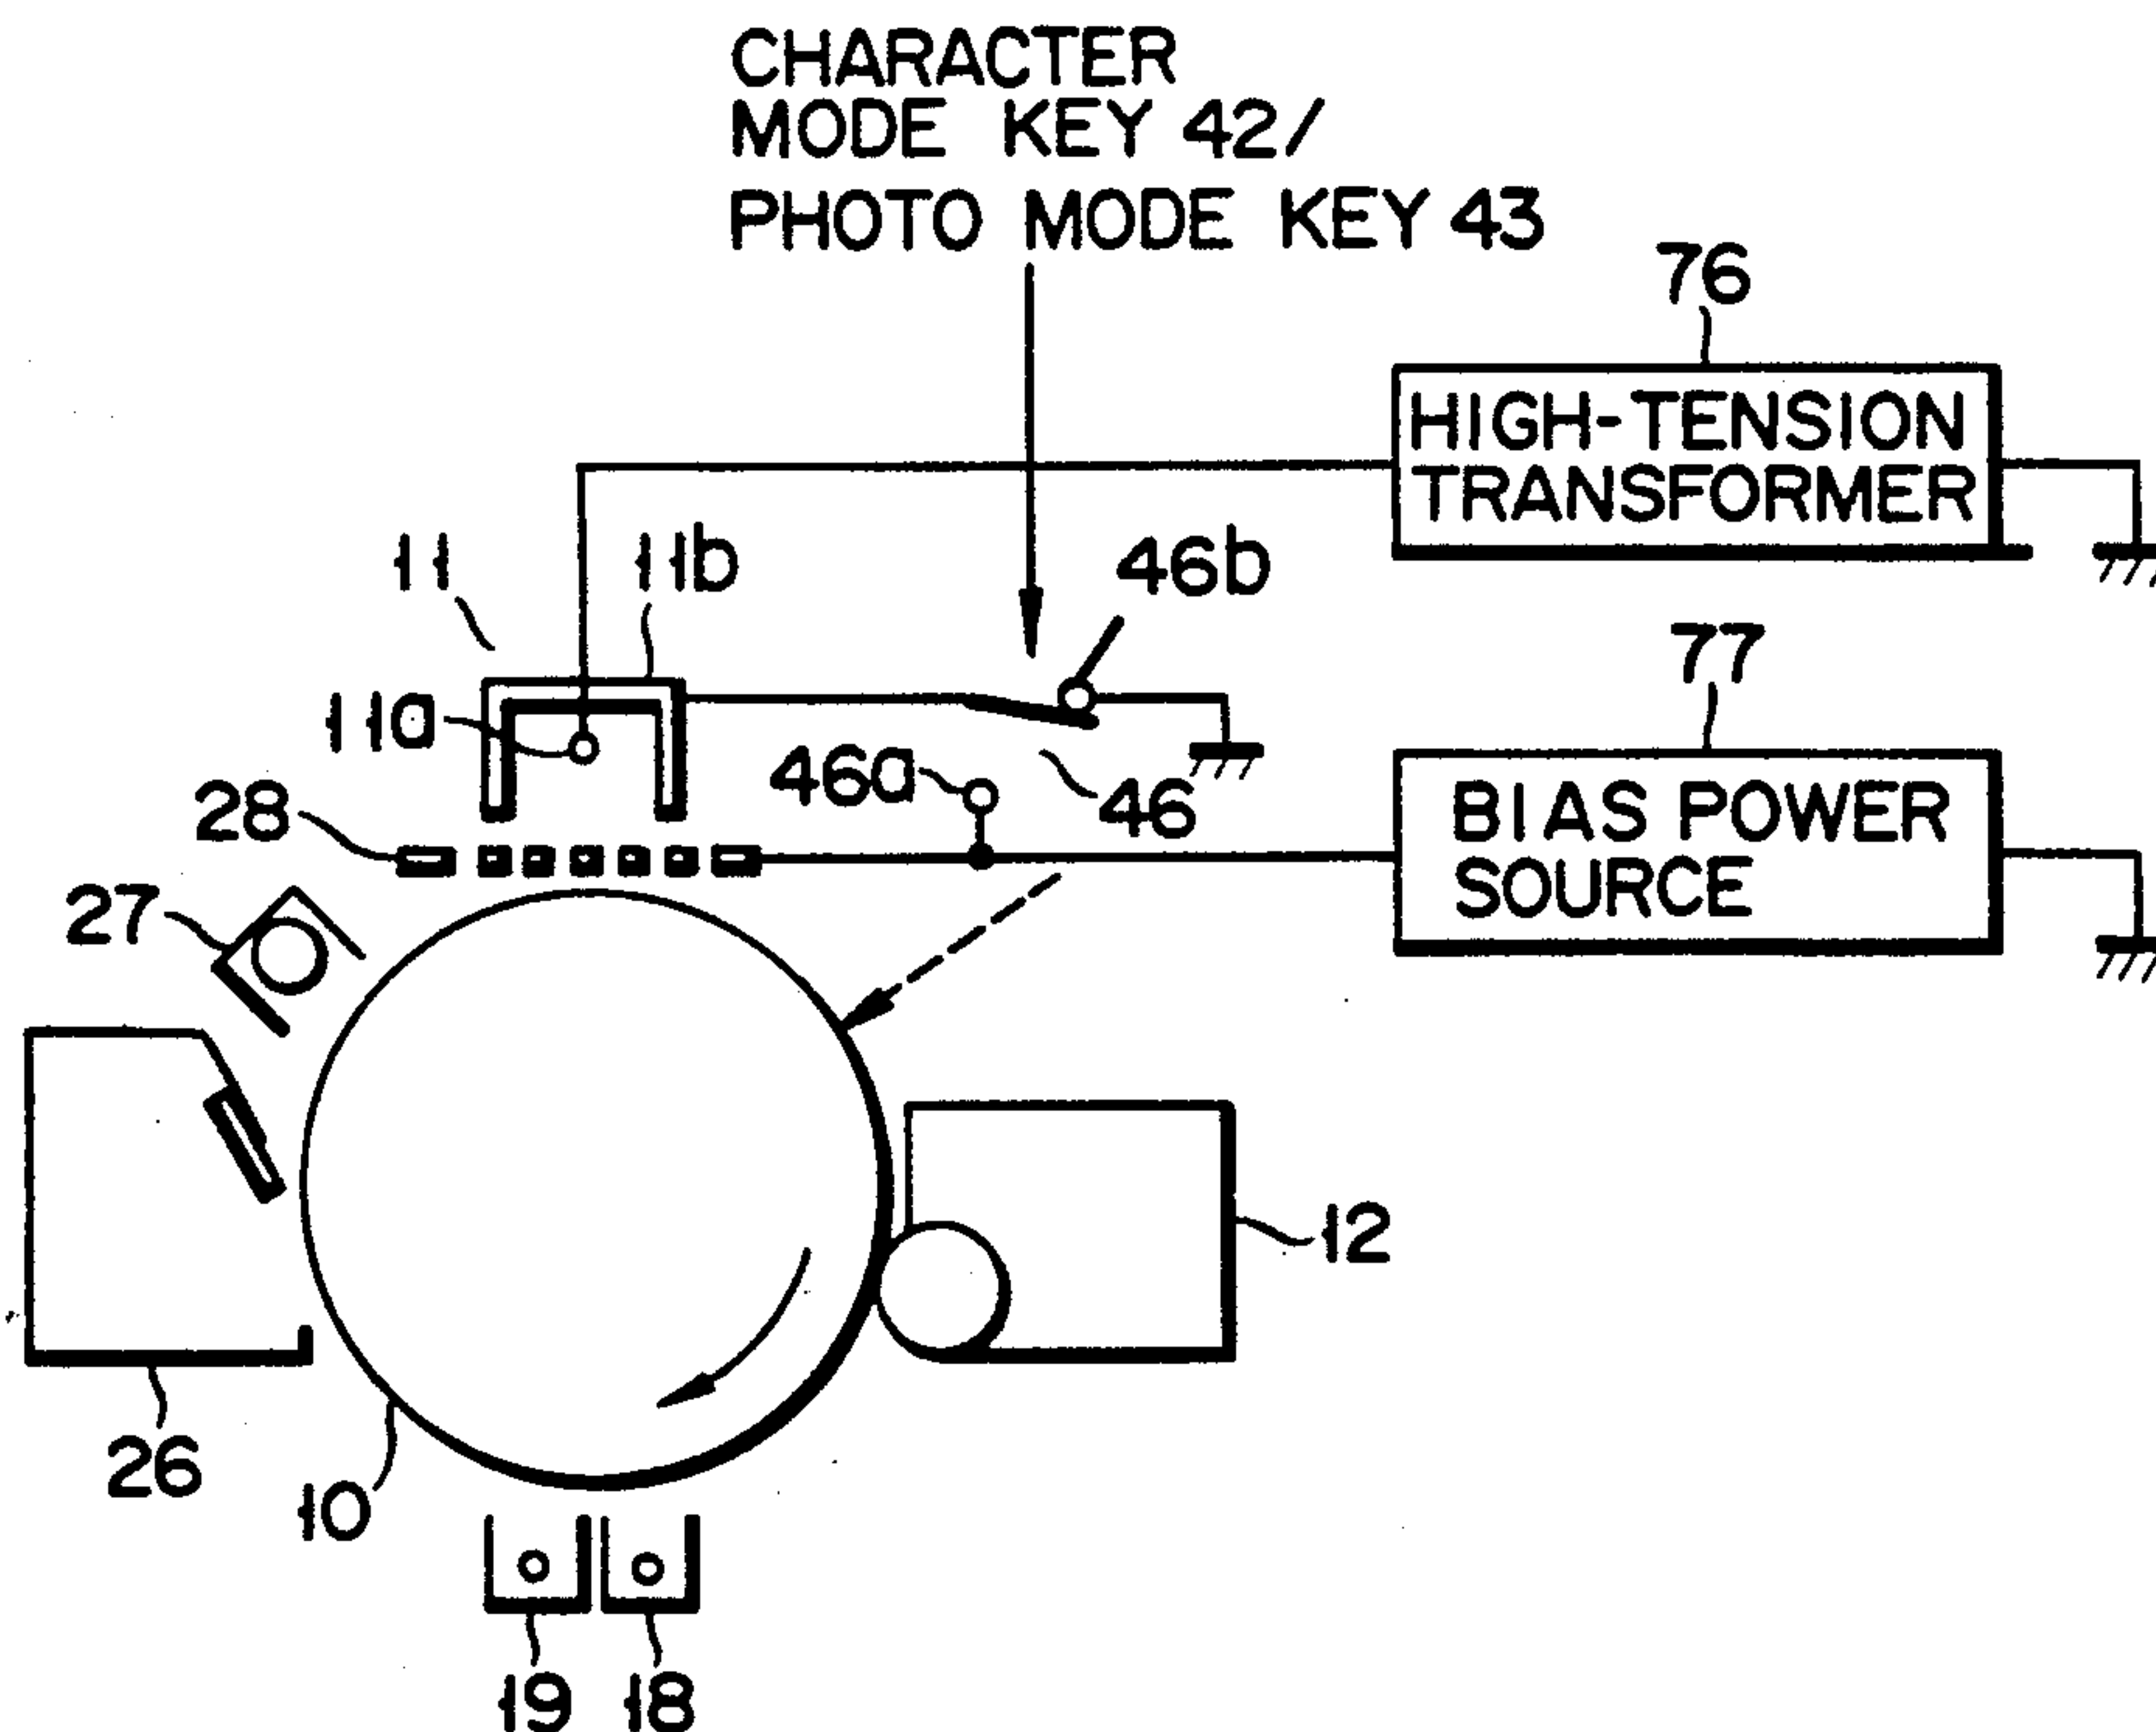 CHARACTER
MODE KEY 42/
PHOTO MODE KEY 43
76
HIGH-TENSION
TRANSFORMER
11
11b
46b
77
11a
46a
46
28
BIAS POWER
SOURCE
27
12
26
10
19
18